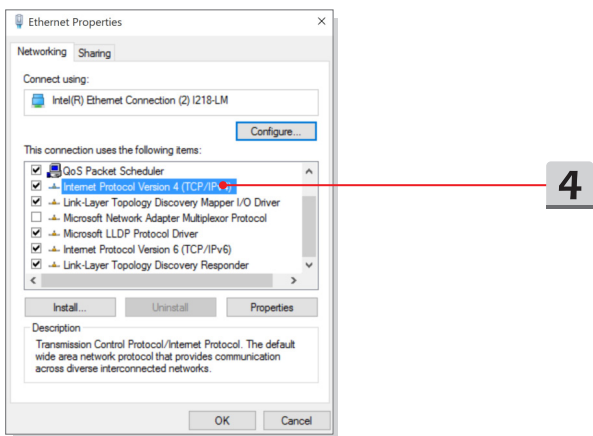 Ethernet Properties
Networking Sharing
Connect using:
Intel(R) Ethernet Connection (2) I218-LM
Configure...
This connection uses the following items:
QoS Packet Scheduler
Internet Protocol Version 4 (TCP/IPv4)
Link-Layer Topology Discovery Mapper I/O Driver
Microsoft Network Adapter Multiplexor Protocol
Microsoft LLDP Protocol Driver
Internet Protocol Version 6 (TCP/IPv6)
Link-Layer Topology Discovery Responder
4
Install... Uninstall Properties
Description
Transmission Control Protocol/Internet Protocol. The default
wide area network protocol that provides communication
across diverse interconnected networks.
OK Cancel